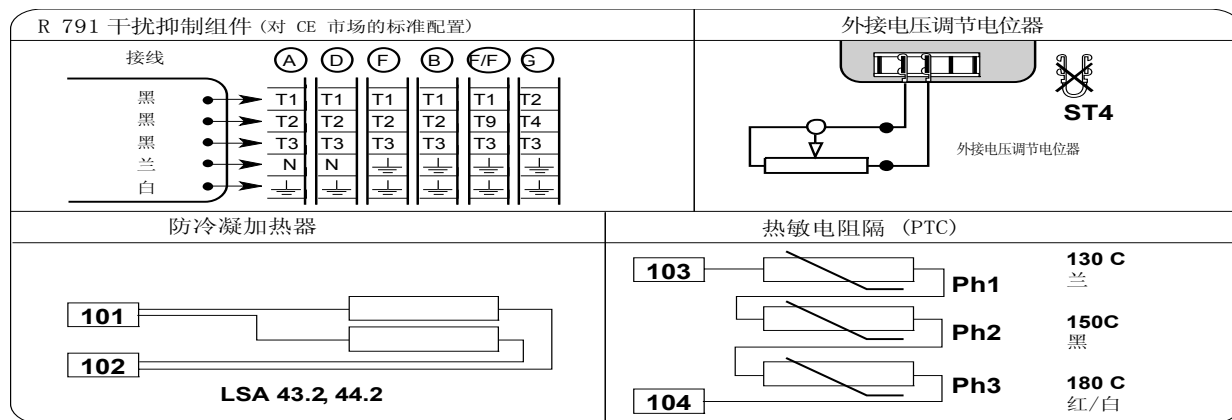 R 791 干扰抑制组件 (对 CE 市场的标准配置)
接线 A D F B F/F G
黑 T1 T1 T1 T1 T1 T2
黑 T2 T2 T2 T2 T9 T4
黑 T3 T3 T3 T3 T3 T3
兰 N N
白
外接电压调节电位器
ST4
外接电压调节电位器
防冷凝加热器
101
102
LSA 43.2, 44.2
热敏电阻隔 (PTC)
103 Ph1 130 C
兰
Ph2 150C
黑
Ph3 180 C
104 红/白